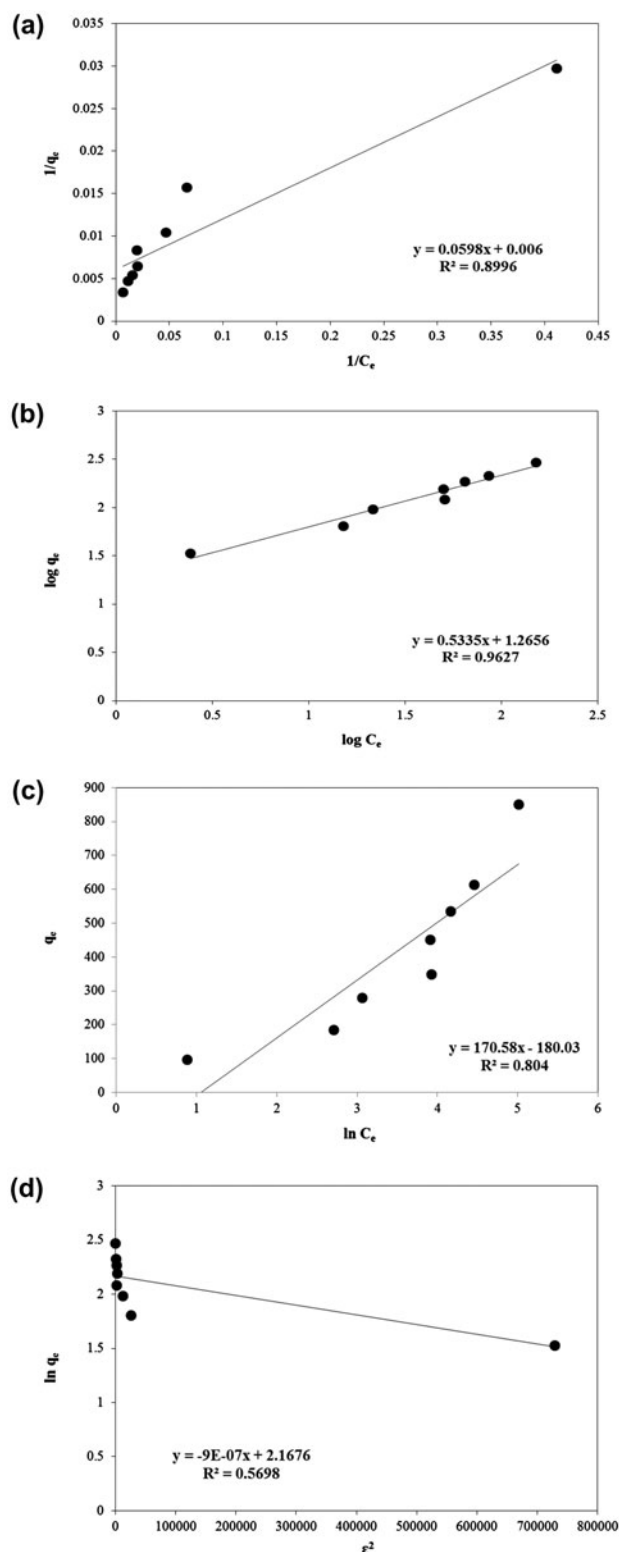 (a)
0.035
0.03
0.025
0.02
0.015
0.01
0.005
0
1/qe
y = 0.0598x + 0.006
R² = 0.8996
0 0.05 0.1 0.15 0.2 0.25 0.3 0.35 0.4 0.45
1/Ce
(b)
3
2.5
2
1.5
1
0.5
0
log qe
y = 0.5335x + 1.2656
R² = 0.9627
0 0.5 1 1.5 2 2.5
log Ce
(c)
900
800
700
600
500
400
300
200
100
0
qe
y = 170.58x - 180.03
R² = 0.804
0 1 2 3 4 5 6
ln Ce
(d)
3
2.5
2
1.5
1
0.5
0
ln qe
y = -9E-07x + 2.1676
R² = 0.5698
0 100000 200000 300000 400000 500000 600000 700000 800000
ε²